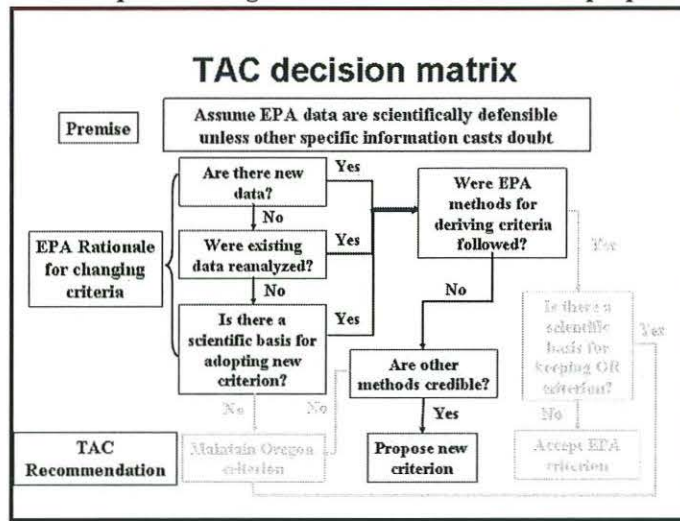 TAC decision matrix
Premise
Assume EPA data are scientifically defensible
unless other specific information casts doubt
Are there new
data?
Yes
No
EPA Rationale
for changing
criteria
Were existing
data reanalyzed?
Yes
No
Is there a
scientific basis for
adopting new
criterion?
Yes
Were EPA
methods for
deriving criteria
followed?
Yes
No
Is there a
scientific
basis for
keeping OR
criterion?
Yes
Are other
methods credible?
No
No
Yes
No
TAC
Recommendation
Maintain Oregon
criterion
Propose new
criterion
Accept EPA
criterion